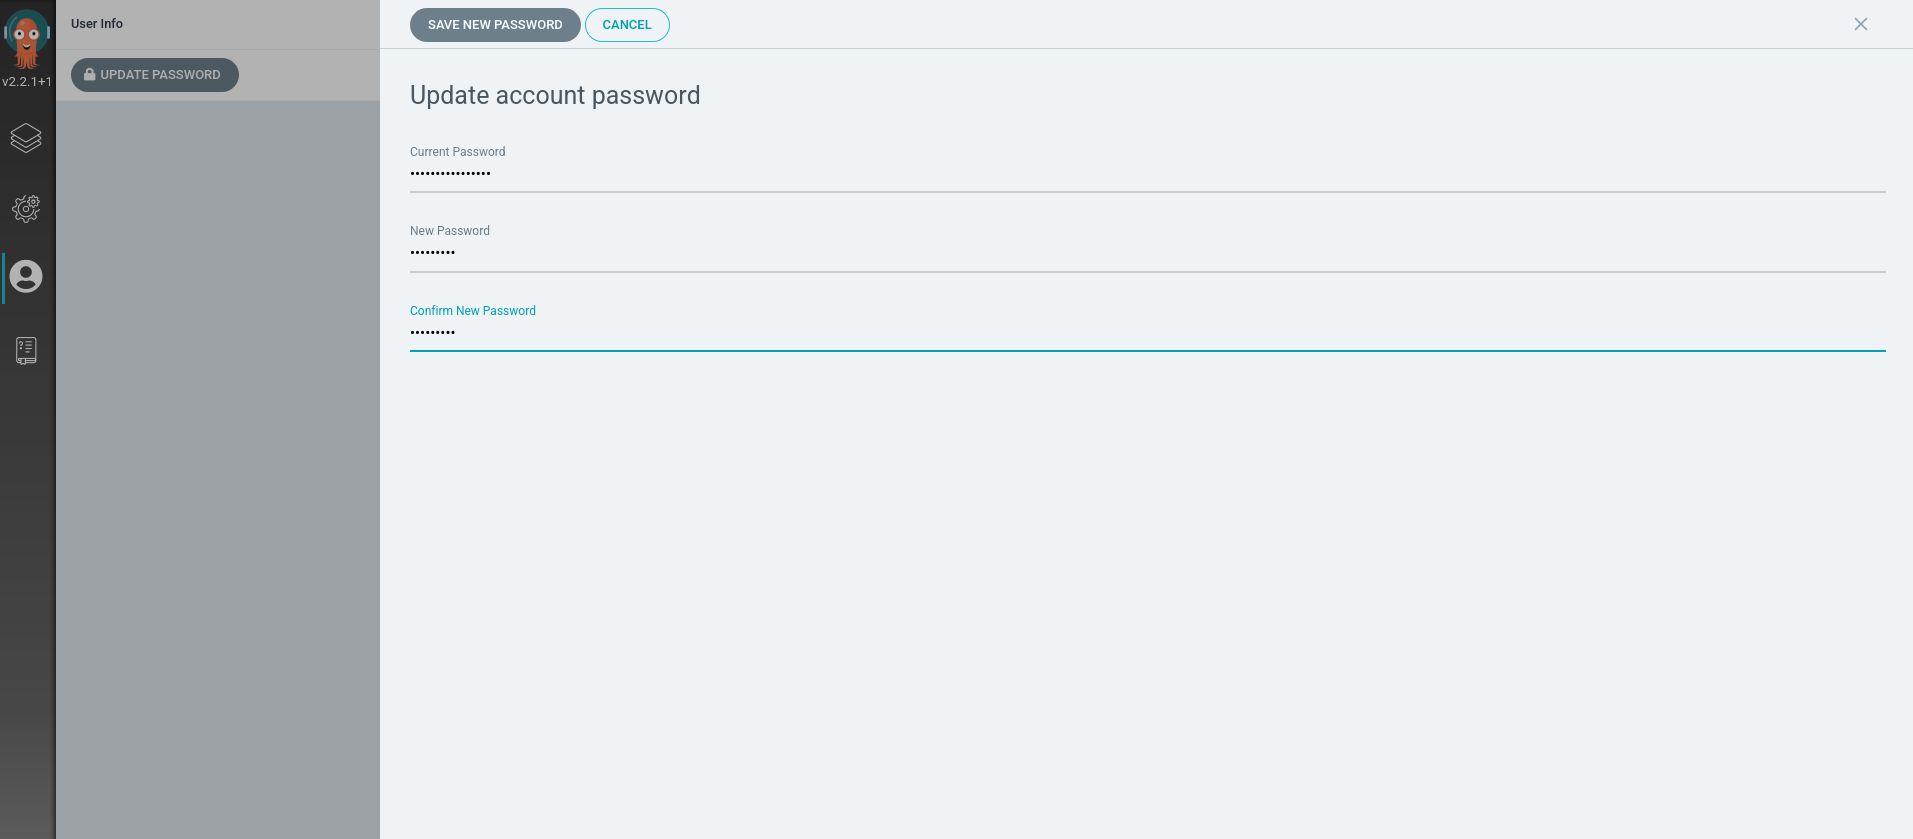 User Info
v2.2.1+1
UPDATE PASSWORD
SAVE NEW PASSWORD CANCEL
Update account password
Current Password
••••••••••••••••
New Password
•••••••••
Confirm New Password
•••••••••